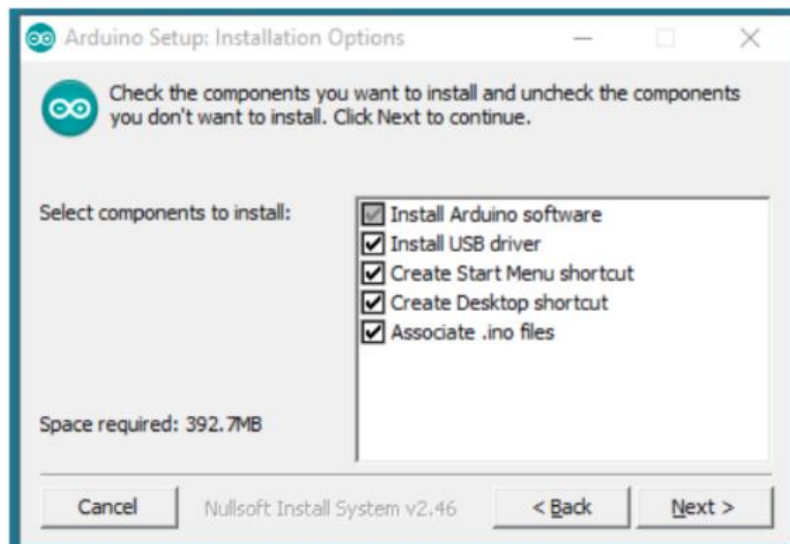 Arduino Setup: Installation Options
Check the components you want to install and uncheck the components
you don't want to install. Click Next to continue.
Select components to install:
Install Arduino software
Install USB driver
Create Start Menu shortcut
Create Desktop shortcut
Associate .ino files
Space required: 392.7MB
Cancel
Nullsoft Install System v2.46
< Back
Next >